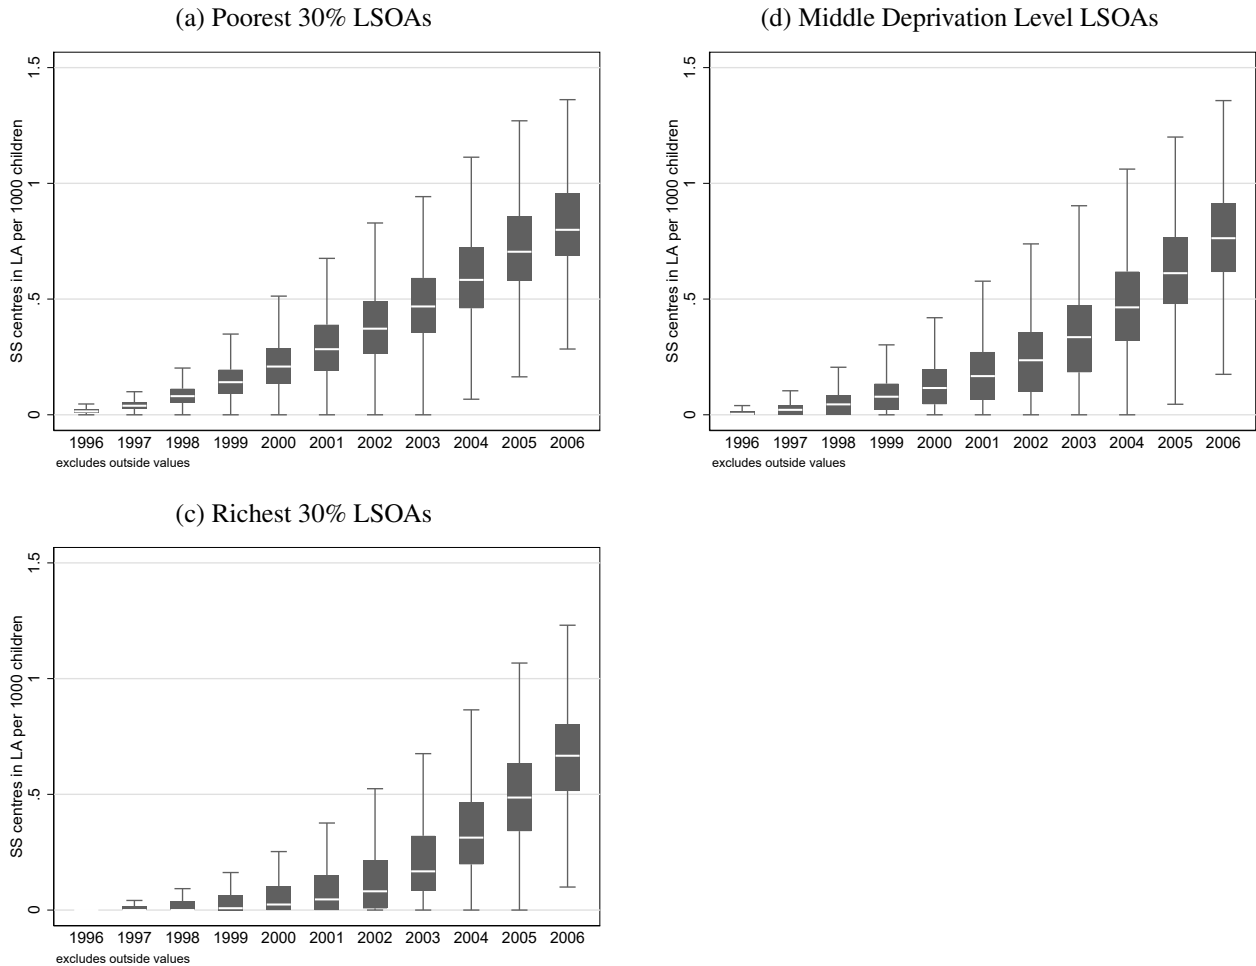 (a) Poorest 30% LSOAs
SS centres in LA per 1000 children
1.5
1
.5
0
1996 1997 1998 1999 2000 2001 2002 2003 2004 2005 2006
excludes outside values
(d) Middle Deprivation Level LSOAs
SS centres in LA per 1000 children
1.5
1
.5
0
1996 1997 1998 1999 2000 2001 2002 2003 2004 2005 2006
excludes outside values
(c) Richest 30% LSOAs
SS centres in LA per 1000 children
1.5
1
.5
0
1996 1997 1998 1999 2000 2001 2002 2003 2004 2005 2006
excludes outside values